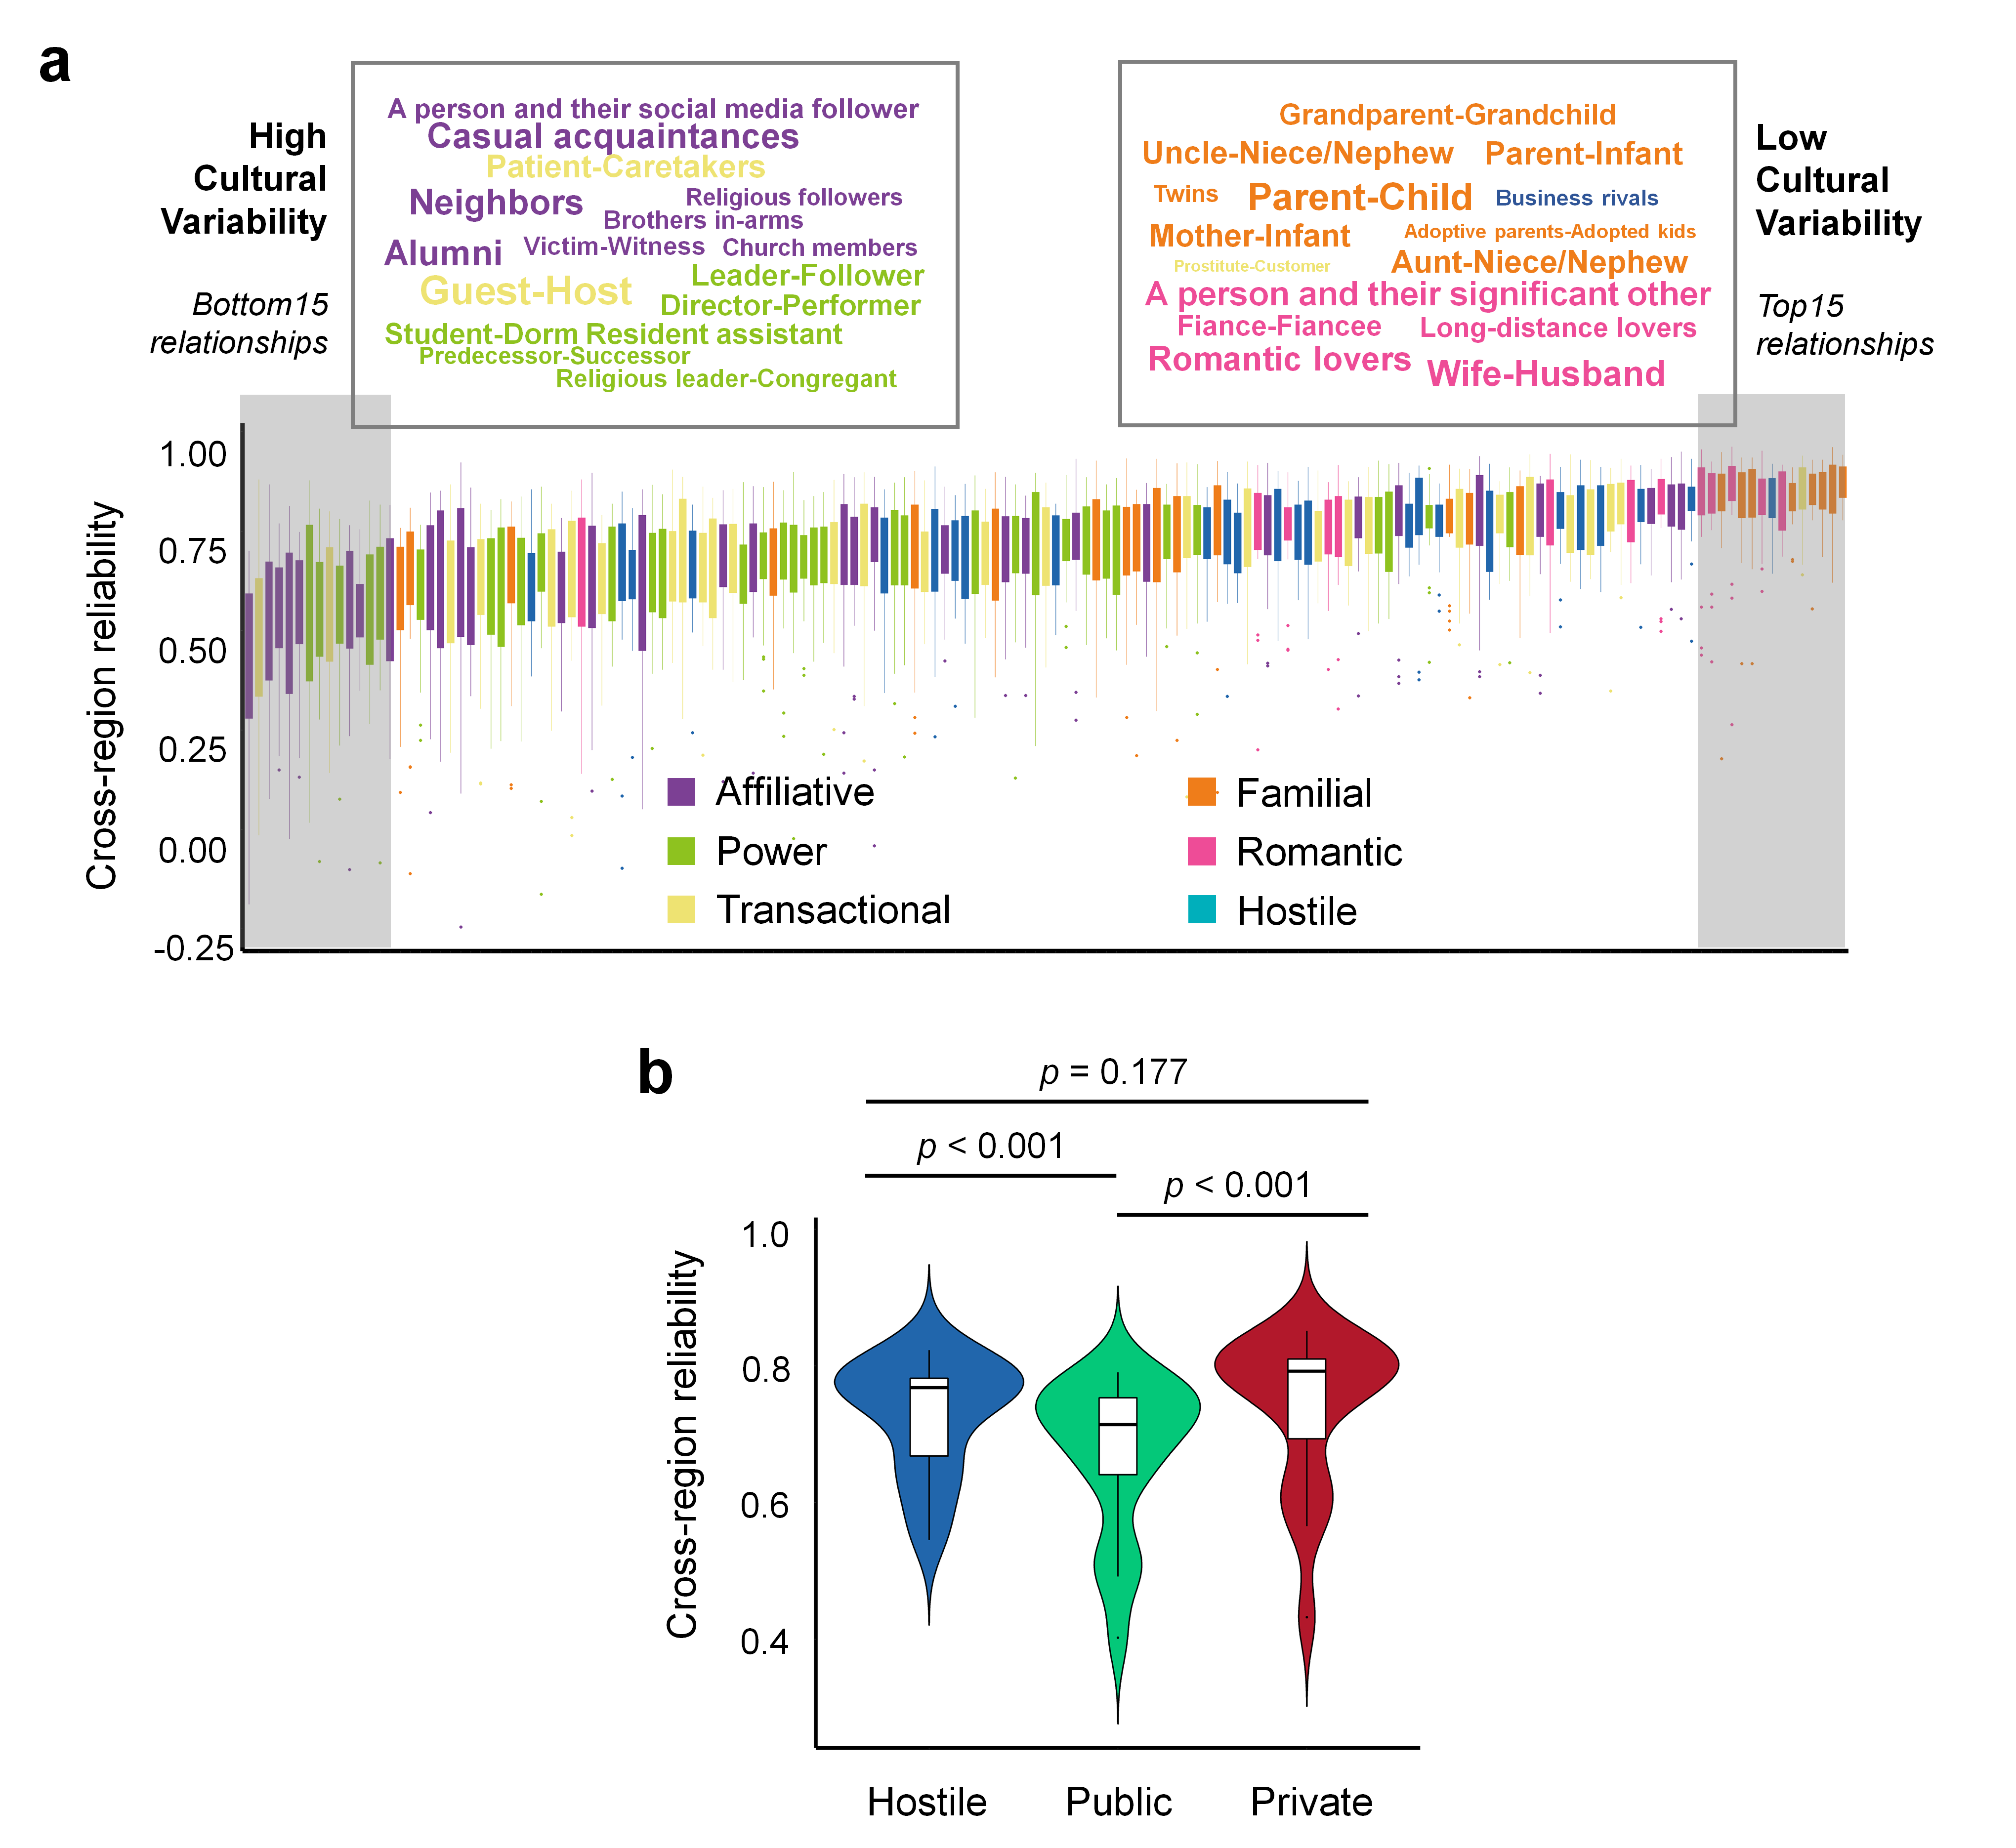 a
High
Cultural
Variability
Bottom15
relationships
A person and their social media follower
Casual acquaintances
Patient-Caretakers
Neighbors
Religious followers
Brothers in-arms
Alumni
Victim-Witness
Church members
Guest-Host
Leader-Follower
Director-Performer
Student-Dorm Resident assistant
Predecessor-Successor
Religious leader-Congregant
Grandparent-Grandchild
Uncle-Niece/Nephew
Parent-Infant
Twins
Parent-Child
Business rivals
Mother-Infant
Adoptive parents-Adopted kids
Prostitute-Customer
Aunt-Niece/Nephew
A person and their significant other
Fiance-Fiancee
Long-distance lovers
Romantic lovers
Wife-Husband
Low
Cultural
Variability
Top15
relationships
Cross-region reliability
1.00
0.75
0.50
0.25
0.00
-0.25
Affiliative
Power
Transactional
Familial
Romantic
Hostile
b
p = 0.177
p < 0.001
p < 0.001
Cross-region reliability
1.0
0.8
0.6
0.4
Hostile
Public
Private